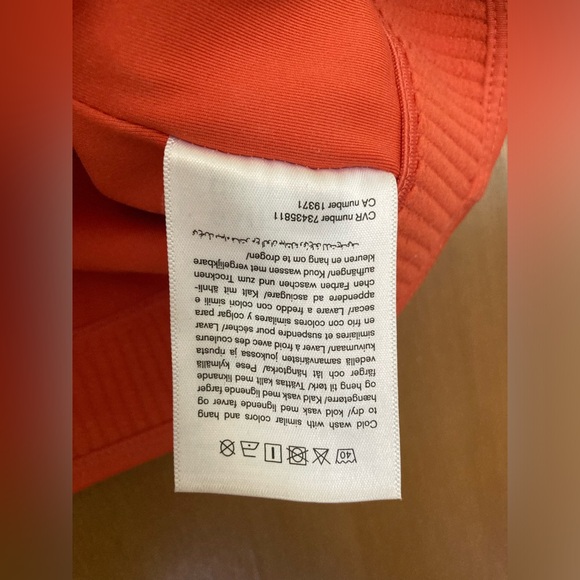 40
Cold wash with similar colors and hang
to dry/ kold vask med lignende farver og
hængetørre/ Kald vask med lignende farger
og heng til tørk/ Tvättas kallt med liknande
färger och låt hängtorka/ Pese kylmällä
vedellä samanväristen joukossa ja ripusta
kuivumaan/ Laver à froid avec des couleurs
similaires et suspendre pour sécher/ Lavar
en frio con colores similares y colgar para
secar/ Lavare a freddo con colori simili e
appendere ad asciugare/ Kalt mit ähnli-
chen Farben waschen und zum Trocknen
aufhängen/ Koud wassen met vergelijkbare
kleuren en hang om te drogen/
CVR number 73435811
CA number 19371